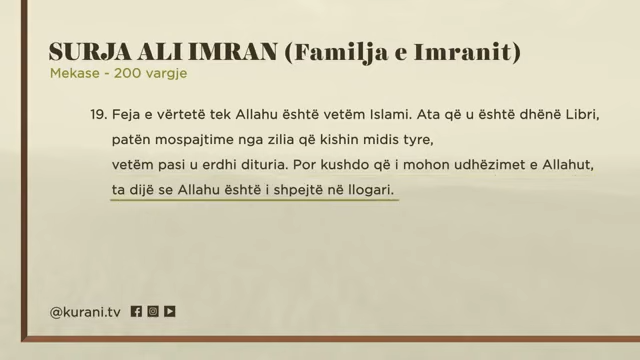 SURJA ALI IMRAN (Familja e Imranit)
Mekase - 200 vargje
19. Feja e vërtetë tek Allahu është vetëm Islami. Ata që u është dhënë Libri,
patën mospajtime nga zilia që kishin midis tyre,
vetëm pasi u erdhi dituria. Por kushdo që i mohon udhëzimet e Allahut,
ta dijë se Allahu është i shpejtë në llogari.
@kurani.tv